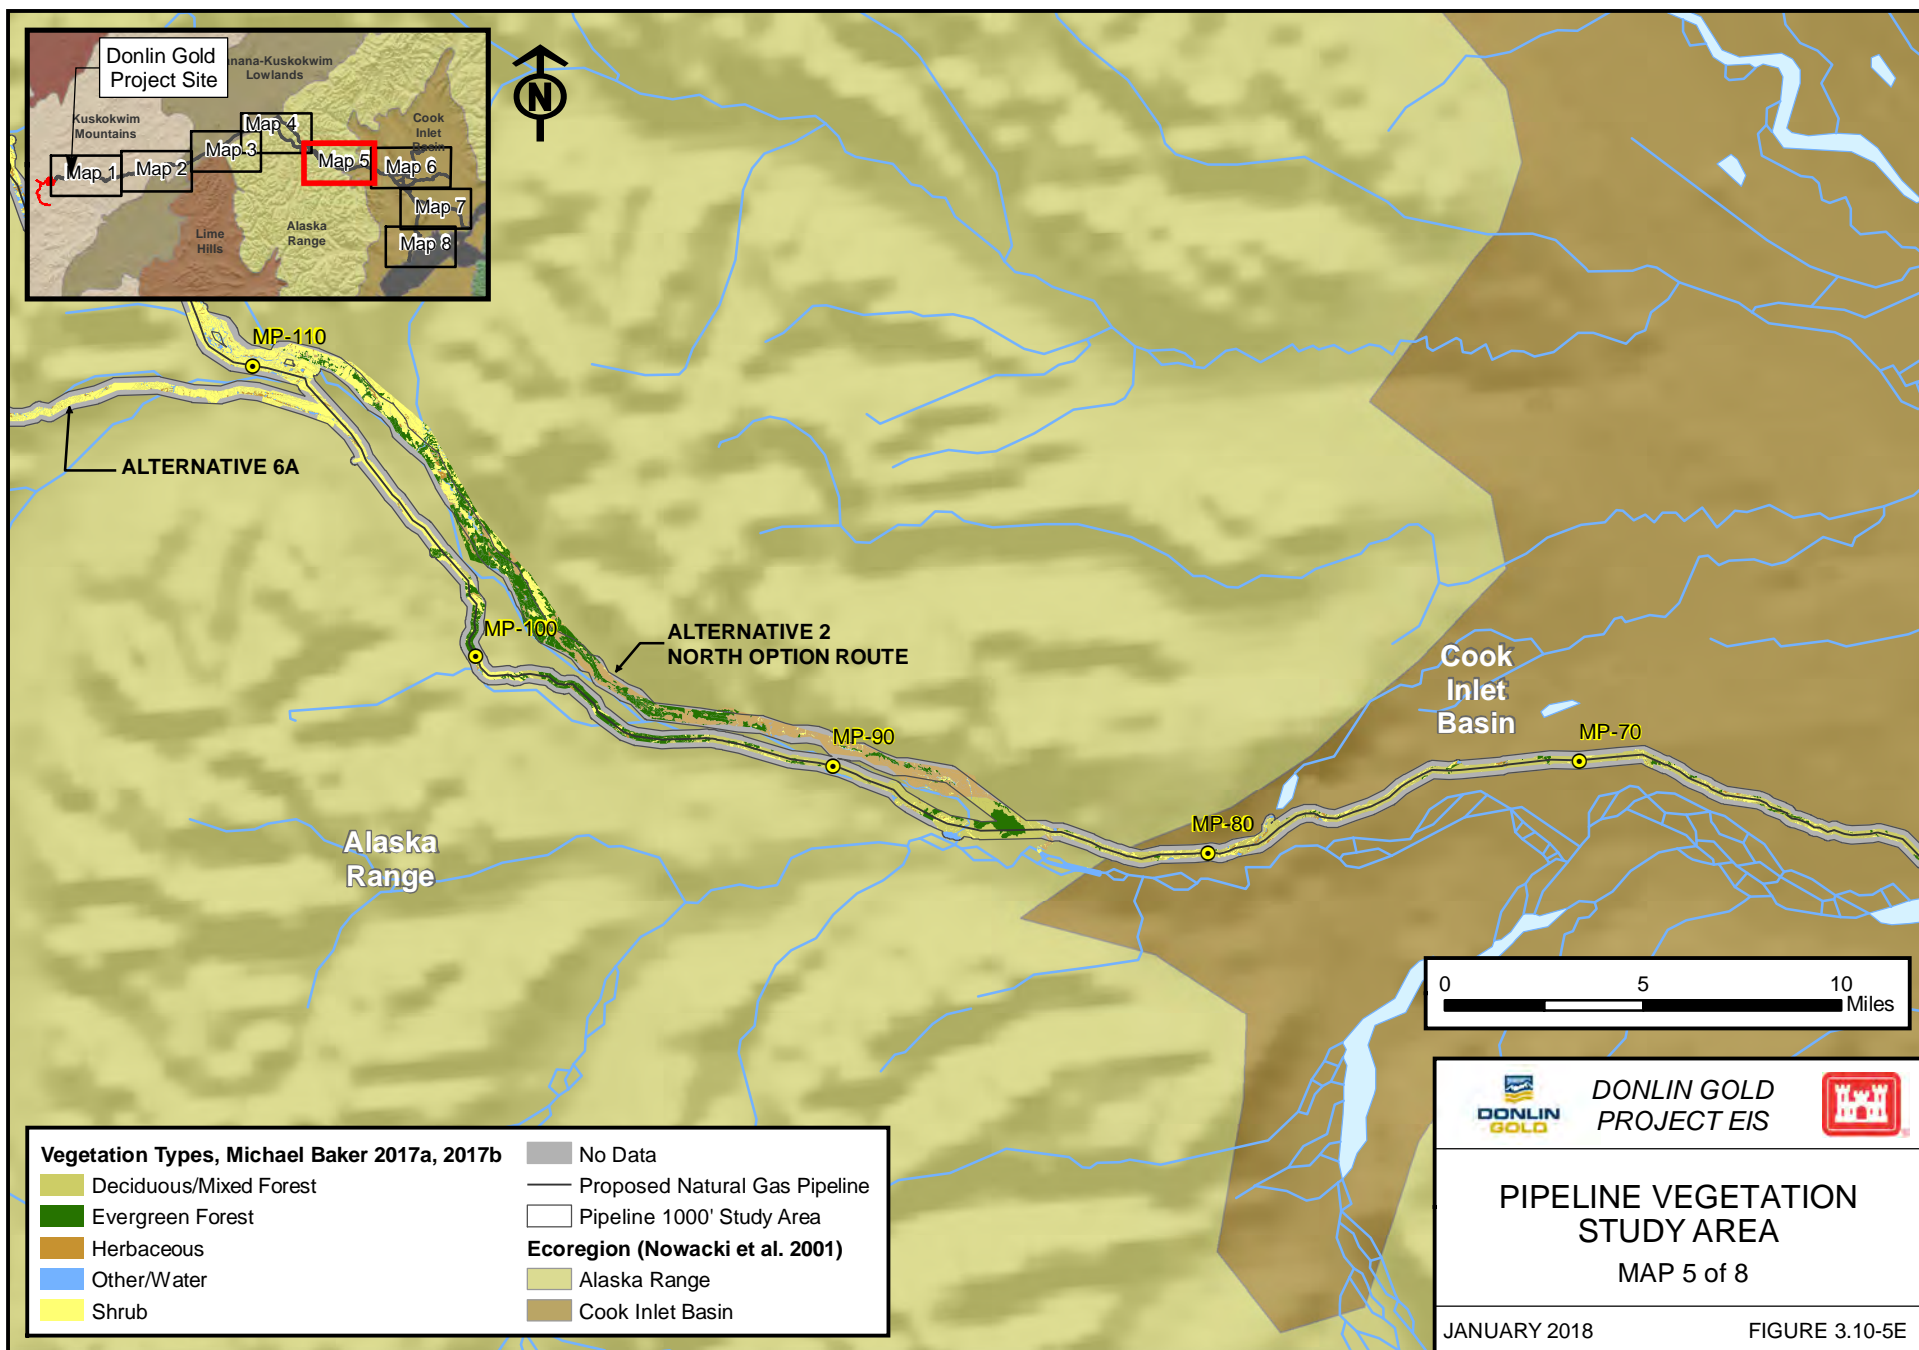 Donlin Gold
Project Site
Lowlands
Kuskokwim
Mountains
Cook
Inlet
Basin
Map 4
Map 3
Map 5
Map 6
Map 1
Map 2
Map 7
Map 8
Lime
Hills
Alaska
Range
N
MP-110
ALTERNATIVE 6A
MP-100
ALTERNATIVE 2
NORTH OPTION ROUTE
MP-90
Cook
Inlet
Basin
MP-70
MP-80
Alaska
Range
0 5 10
Miles
Vegetation Types, Michael Baker 2017a, 2017b
Deciduous/Mixed Forest
Evergreen Forest
Herbaceous
Other/Water
Shrub
No Data
Proposed Natural Gas Pipeline
Pipeline 1000' Study Area
Ecoregion (Nowacki et al. 2001)
Alaska Range
Cook Inlet Basin
DONLIN
GOLD
DONLIN GOLD
PROJECT EIS
PIPELINE VEGETATION
STUDY AREA
MAP 5 of 8
JANUARY 2018
FIGURE 3.10-5E